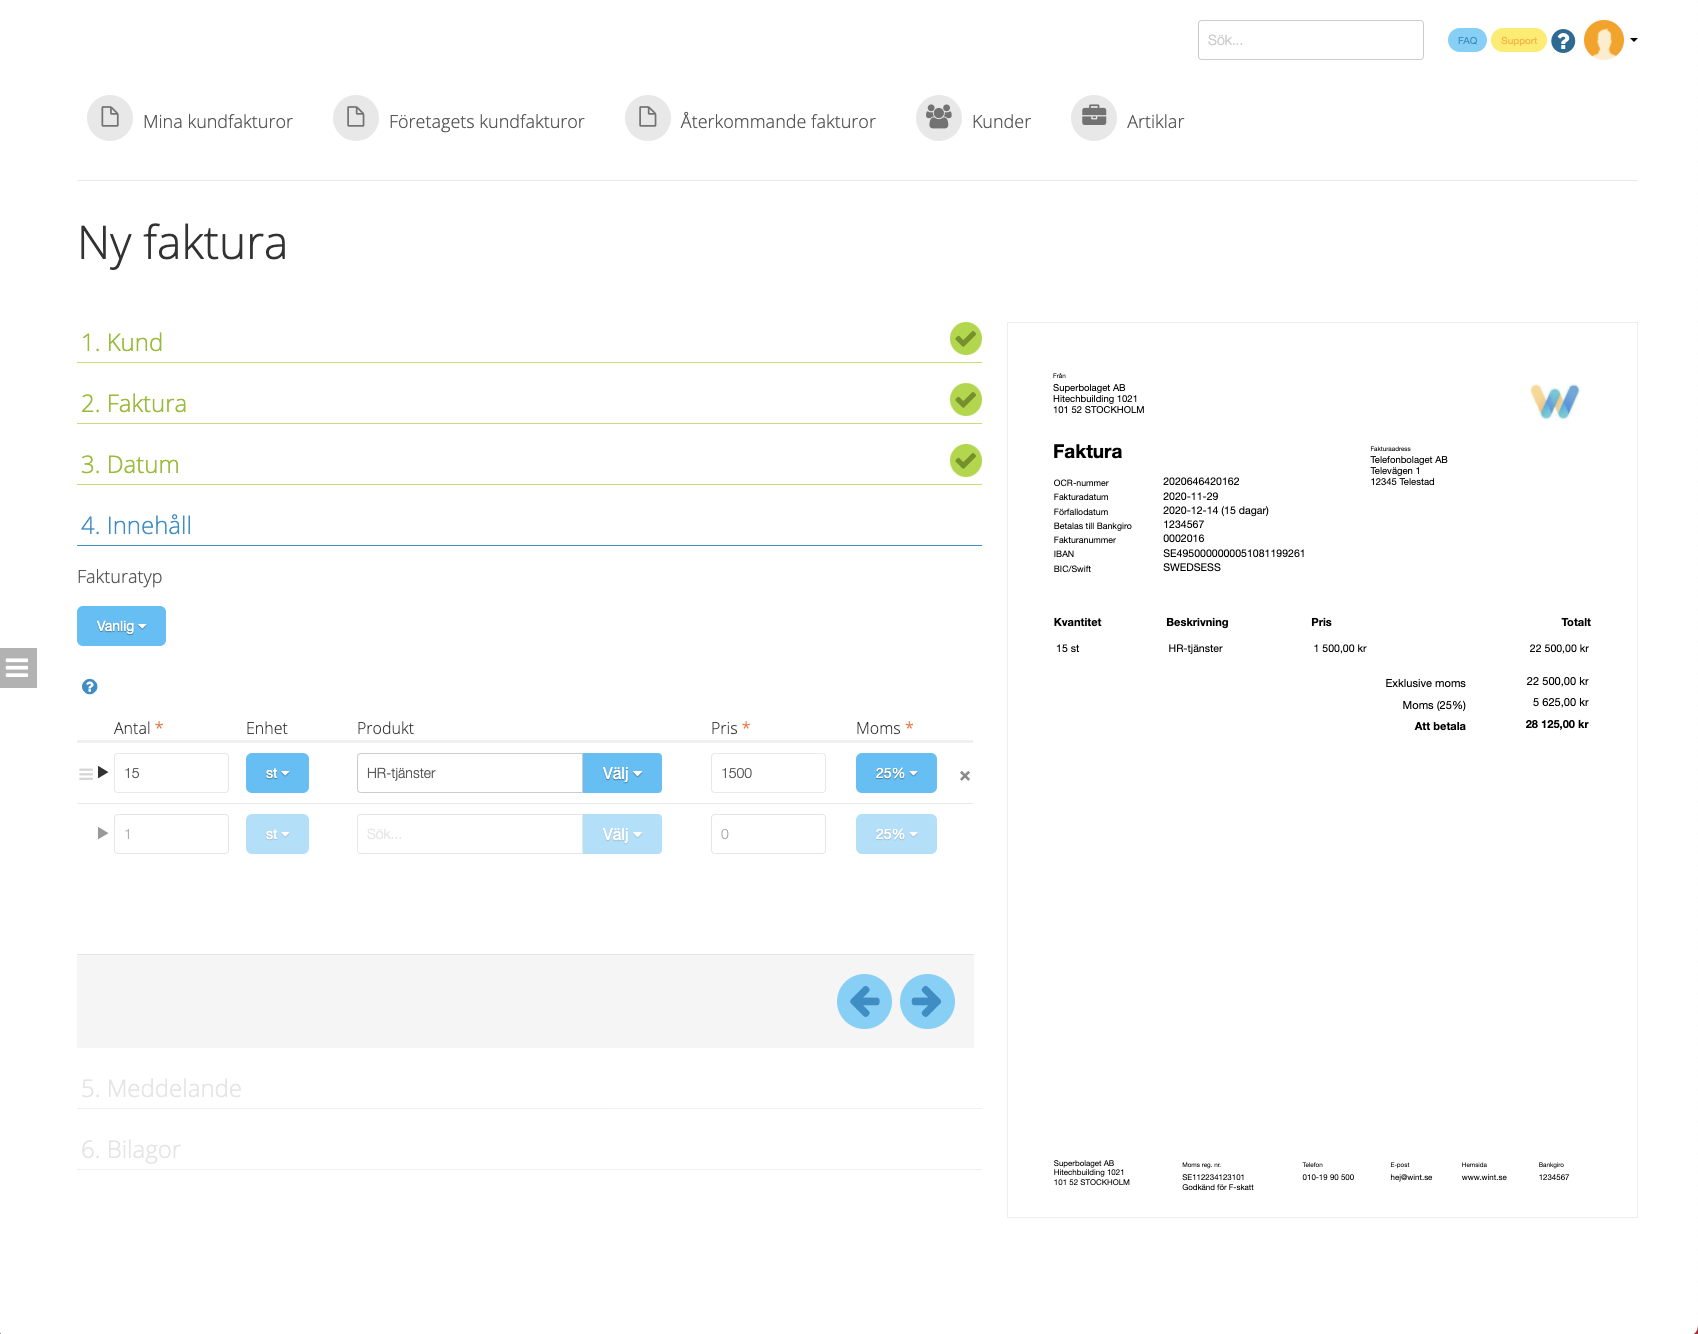 Sök...
FAQ
Support
Mina kundfakturor
Företagets kundfakturor
Återkommande fakturor
Kunder
Artiklar
Ny faktura
1. Kund
2. Faktura
3. Datum
4. Innehåll
Fakturatyp
Vanlig
Antal * Enhet Produkt Pris * Moms *
15 st HR-tjänster Välj 1500 25%
1 st Sök... Välj 0 25%
5. Meddelande
6. Bilagor
Från
Superbolaget AB
Hitechbuilding 1021
101 52 STOCKHOLM
Faktura
Fakturaadress
Telefonbolaget AB
Televägen 1
12345 Telestad
OCR-nummer 2020646420162
Fakturadatum 2020-11-29
Förfallodatum 2020-12-14 (15 dagar)
Betalas till Bankgiro 1234567
Fakturanummer 0002016
IBAN SE4950000000051081199261
BIC/Swift SWEDSESS
Kvantitet Beskrivning Pris Totalt
15 st HR-tjänster 1 500,00 kr 22 500,00 kr
Exklusive moms 22 500,00 kr
Moms (25%) 5 625,00 kr
Att betala 28 125,00 kr
Superbolaget AB
Hitechbuilding 1021
101 52 STOCKHOLM
Moms reg. nr.
SE112234123101
Godkänd för F-skatt
Telefon
010-19 90 500
E-post
hej@wint.se
Hemsida
www.wint.se
Bankgiro
1234567